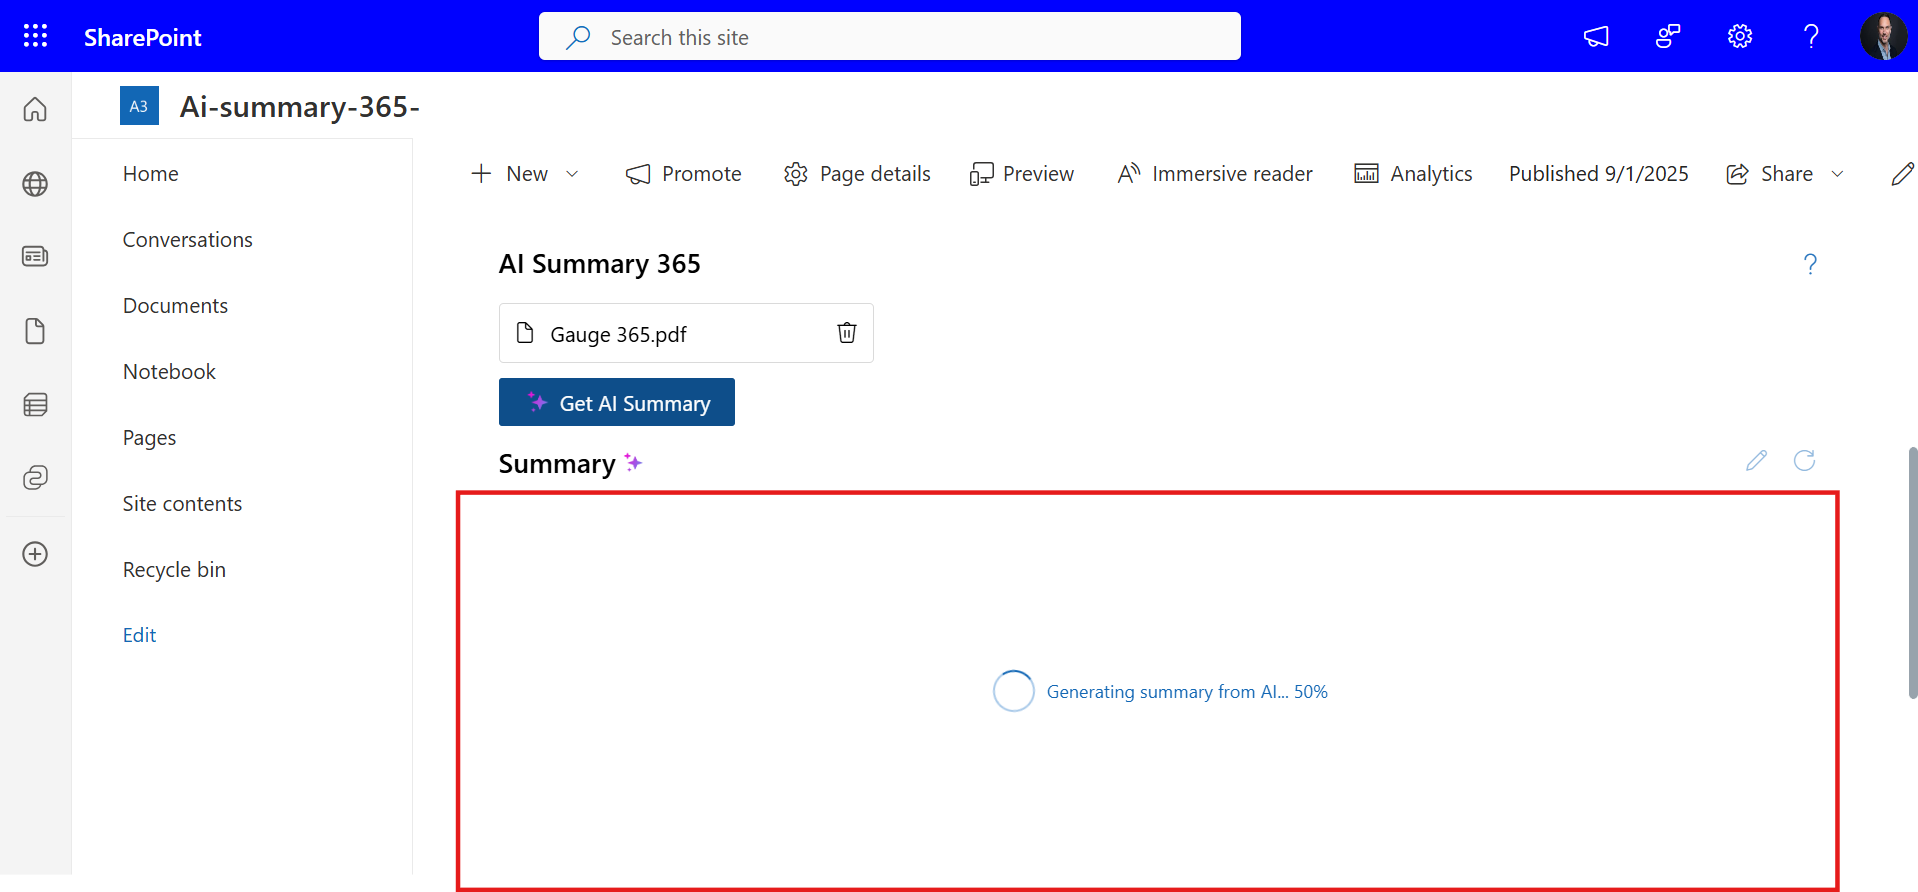 SharePoint
Search this site
A3
Ai-summary-365-
Home
Conversations
Documents
Notebook
Pages
Site contents
Recycle bin
Edit
New
Promote
Page details
Preview
Immersive reader
Analytics
Published 9/1/2025
Share
AI Summary 365
Gauge 365.pdf
Get AI Summary
Summary
Generating summary from AI... 50%